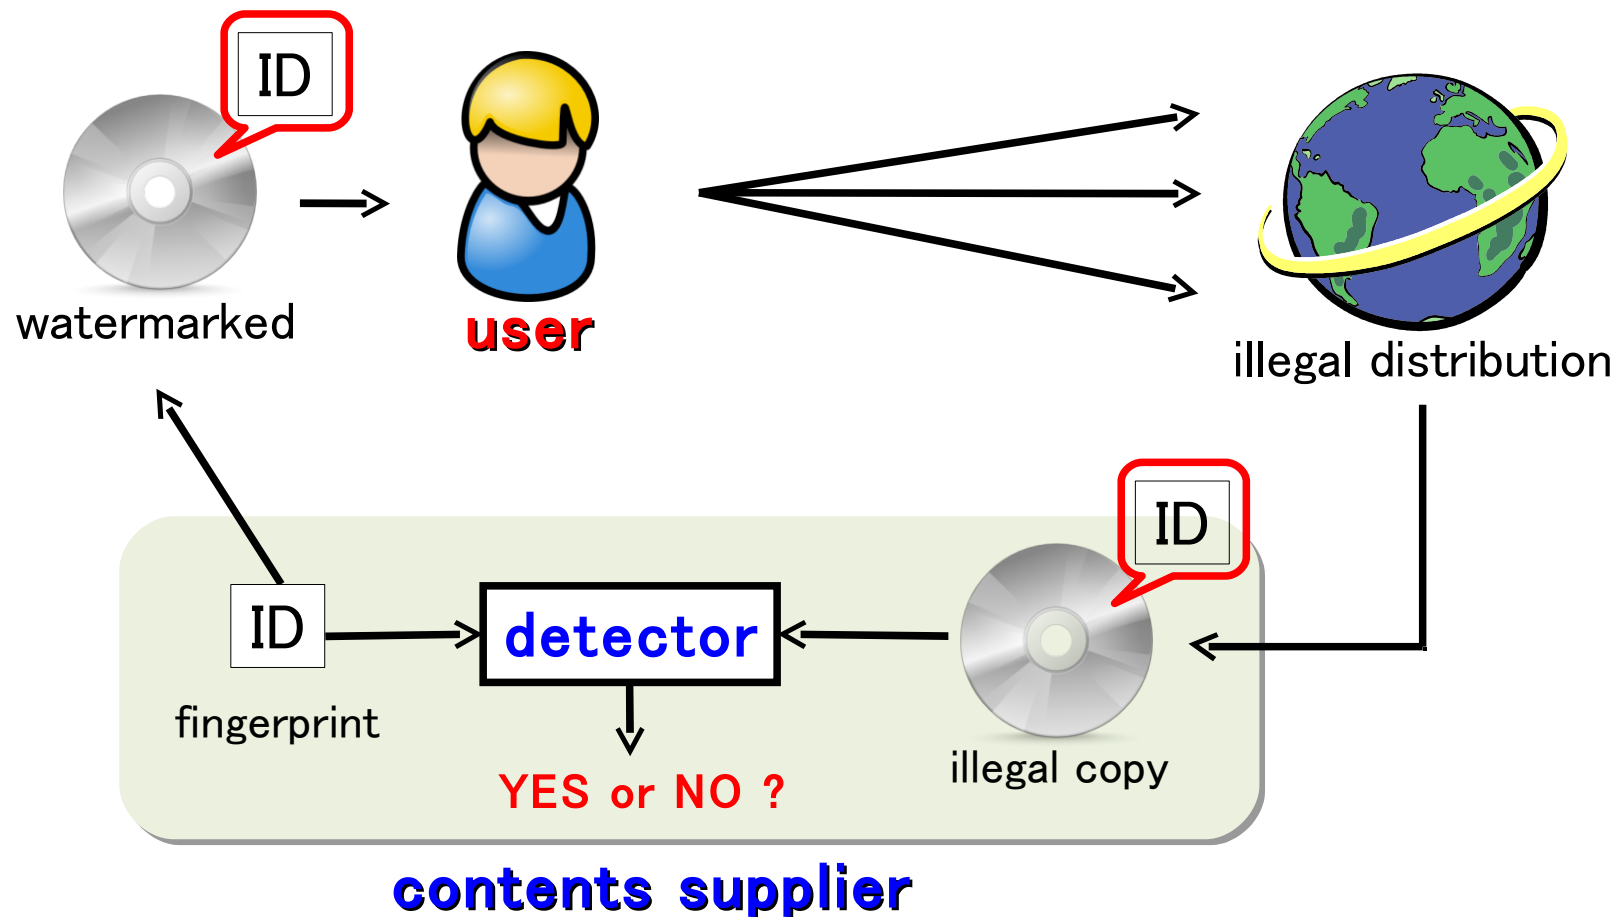 ID
watermarked
user
illegal distribution
ID
ID
detector
fingerprint
illegal copy
YES or NO ?
contents supplier